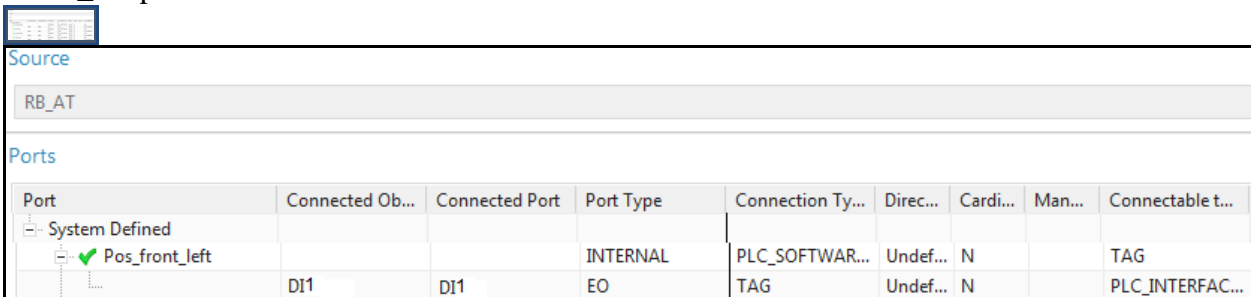 Source
RB_AT
Ports
Port Connected Ob... Connected Port Port Type Connection Ty... Direc... Cardi... Man... Connectable t...
System Defined
Pos_front_left INTERNAL PLC_SOFTWAR... Undef... N TAG
DI1 DI1 EO TAG Undef... N PLC_INTERFAC...